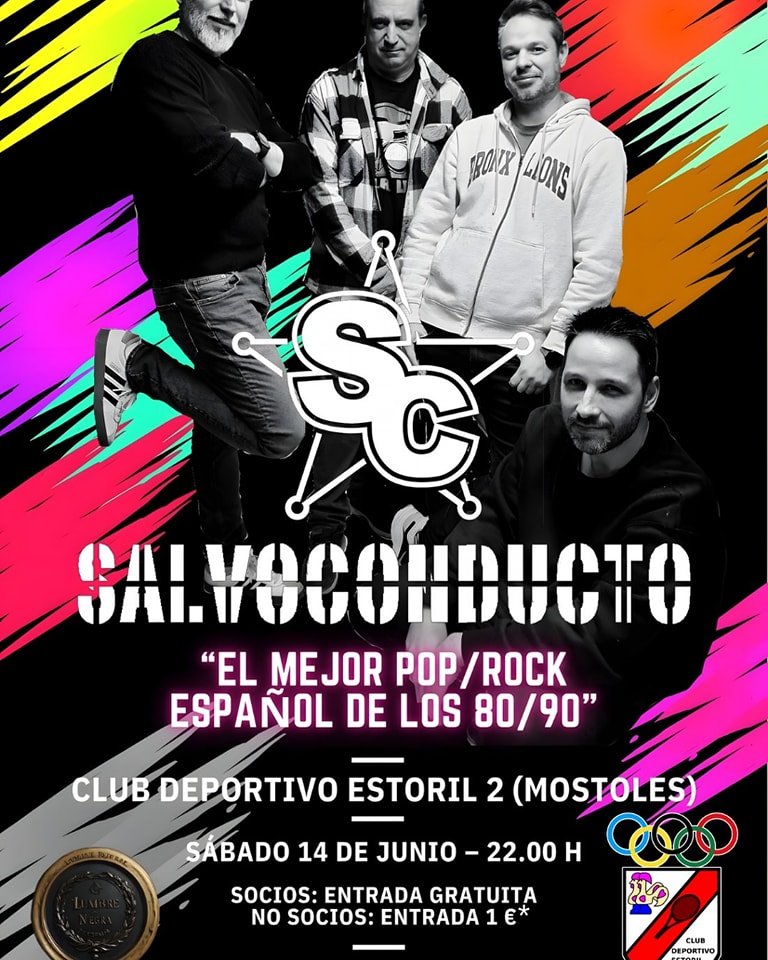 BRONX LIONS
SC
SALVOCONDUCTO
“EL MEJOR POP/ROCK
ESPAÑOL DE LOS 80/90”
CLUB DEPORTIVO ESTORIL 2 (MOSTOLES)
SÁBADO 14 DE JUNIO – 22.00 H
SOCIOS: ENTRADA GRATUITA
NO SOCIOS: ENTRADA 1 €*
LUMBRE
NEGRA
CLUB
DEPORTIVO
ESTORIL